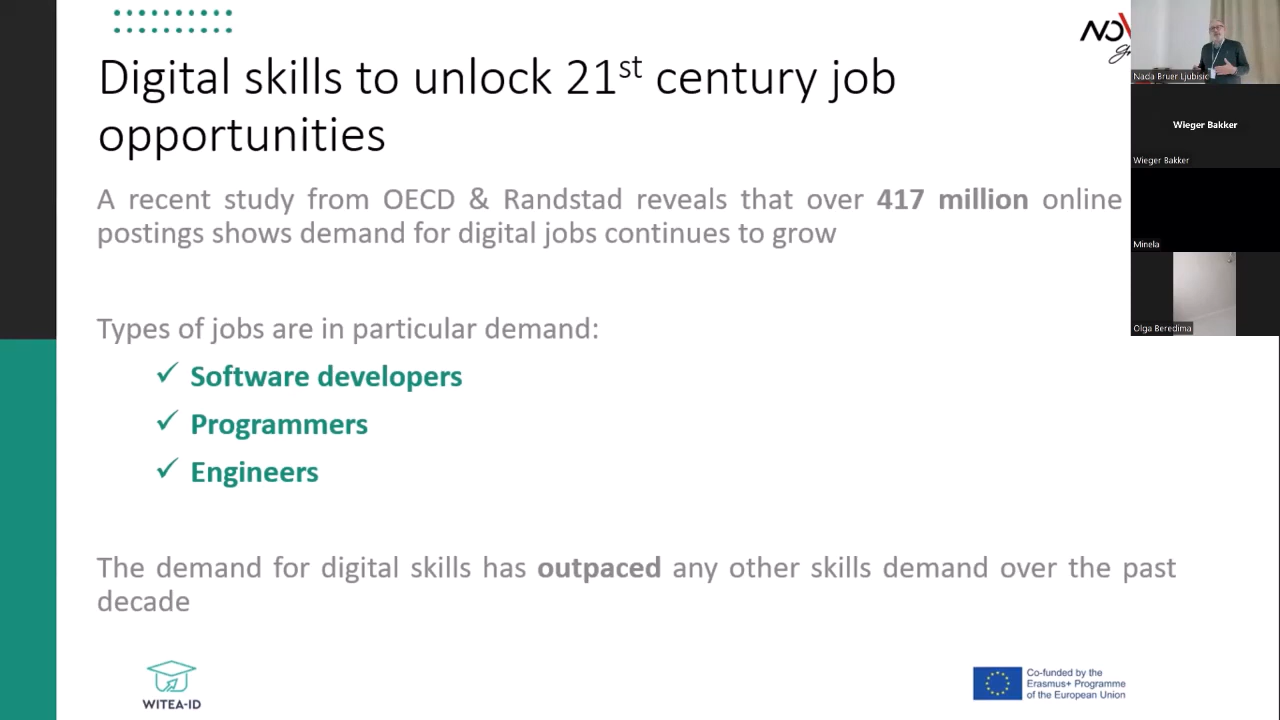 Digital skills to unlock 21st century job
opportunities
A recent study from OECD & Randstad reveals that over 417 million online
postings shows demand for digital jobs continues to grow
Types of jobs are in particular demand:
✓ Software developers
✓ Programmers
✓ Engineers
The demand for digital skills has outpaced any other skills demand over the past
decade
WITEA-ID
Co-funded by the
Erasmus+ Programme
of the European Union
Nada Bruer Ljubisic
Wieger Bakker
Wieger Bakker
Minela
Olga Beredima